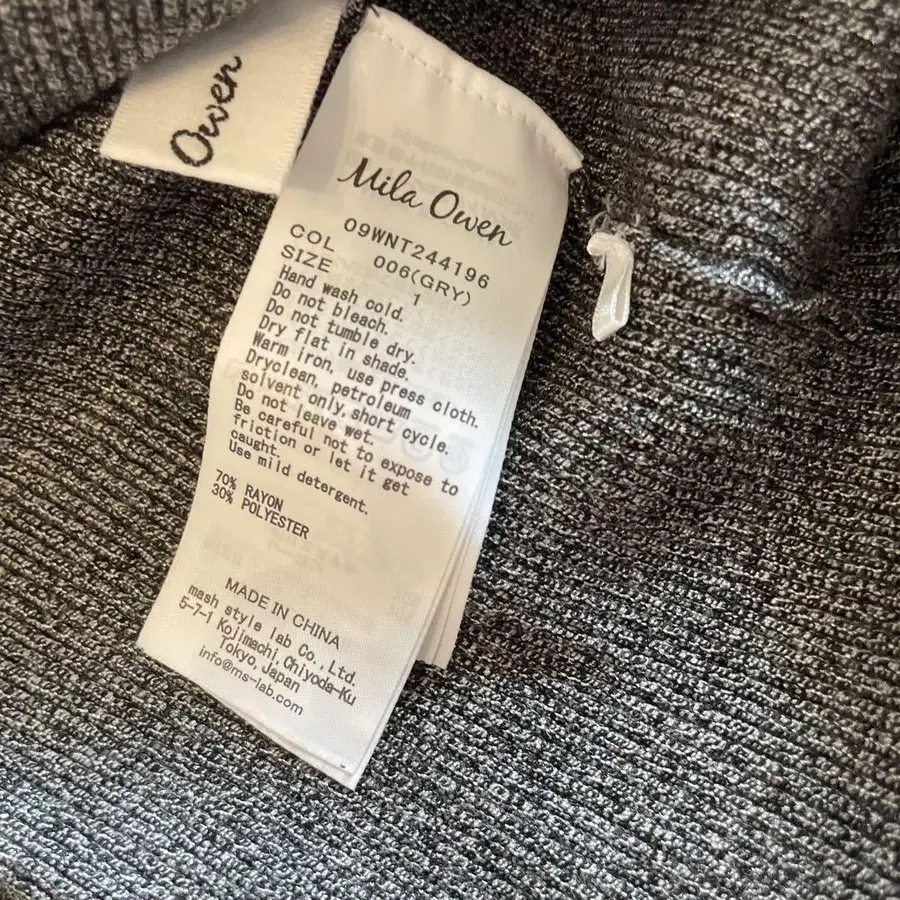 Owen
Mila Owen
09WNT244196
COL 006(GRY)
SIZE 1
Hand wash cold.
Do not bleach.
Do not tumble dry.
Dry flat in shade.
Warm iron, use press cloth.
Dryclean, petroleum
solvent only, short cycle.
Do not leave wet.
Be careful not to expose to
friction or let it get
caught.
Use mild detergent.
70% RAYON
30% POLYESTER
MADE IN CHINA
mash style lab Co.,Ltd.
5-7-1 Kojimachi,Chiyoda-Ku
Tokyo, Japan
info@ms-lab.com